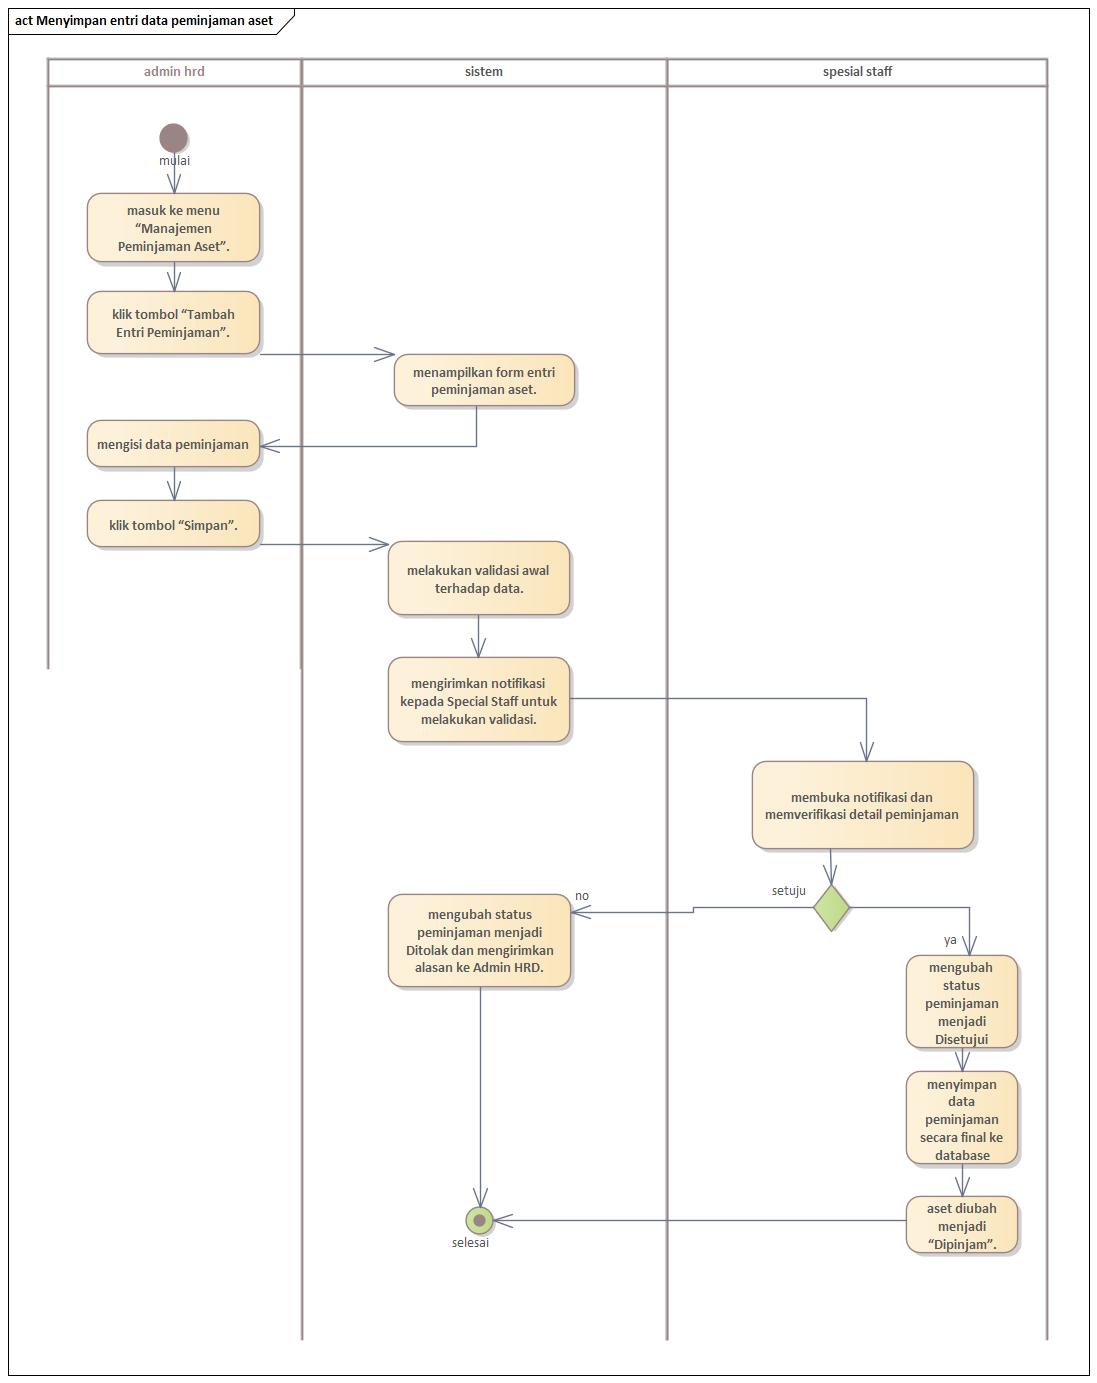 act Menyimpan entri data peminjaman aset
admin hrd
sistem
spesial staff
mulai
masuk ke menu
“Manajemen
Peminjaman Aset”.
klik tombol “Tambah
Entri Peminjaman”.
menampilkan form entri
peminjaman aset.
mengisi data peminjaman
klik tombol “Simpan”.
melakukan validasi awal
terhadap data.
mengirimkan notifikasi
kepada Special Staff untuk
melakukan validasi.
membuka notifikasi dan
memverifikasi detail peminjaman
setuju
no
mengubah status
peminjaman menjadi
Ditolak dan mengirimkan
alasan ke Admin HRD.
ya
mengubah
status
peminjaman
menjadi
Disetujui
menyimpan
data
peminjaman
secara final ke
database
aset diubah
menjadi
“Dipinjam”.
selesai